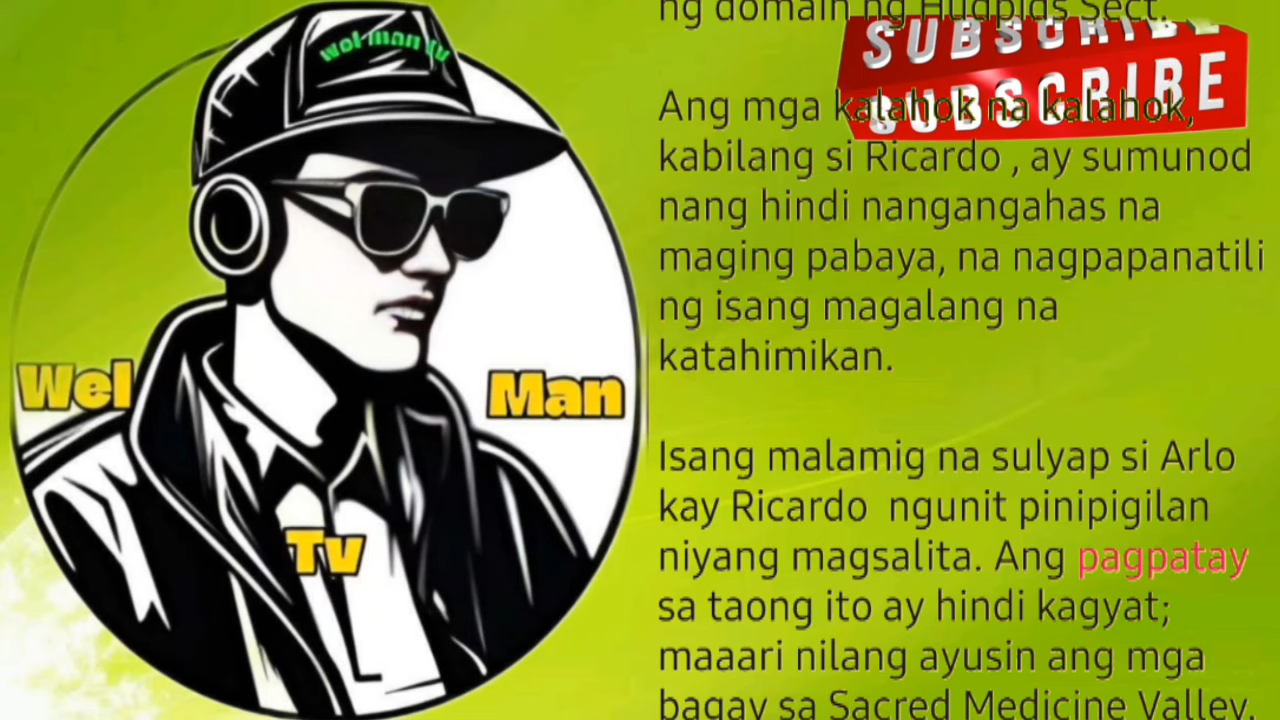 wel man tv
Wel
Man
Tv
ng domain ng Hudpids Sect.
SUBSCRIBE
SUBSCRIBE
Ang mga kalahok na kalahok,
kabilang si Ricardo , ay sumunod
nang hindi nangangahas na
maging pabaya, na nagpapanatili
ng isang magalang na
katahimikan.
Isang malamig na sulyap si Arlo
kay Ricardo  ngunit pinipigilan
niyang magsalita. Ang pagpatay
sa taong ito ay hindi kagyat;
maaari nilang ayusin ang mga
bagay sa Sacred Medicine Valley.